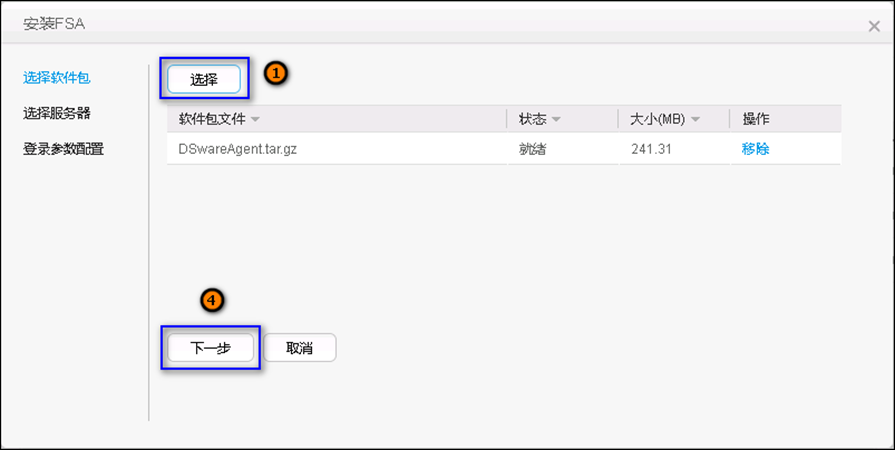 安装FSA
选择软件包
选择服务器
登录参数配置
选择
1
软件包文件 状态 大小(MB) 操作
DSwareAgent.tar.gz 就绪 241.31 移除
4
下一步 取消